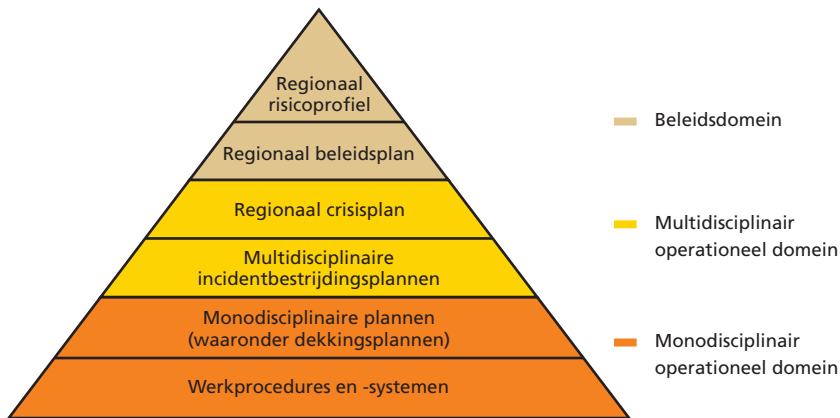 Regionaal
risicoprofiel
Regionaal beleidsplan
Regionaal crisisplan
Multidisciplinaire
incidentbestrijdingsplannen
Monodisciplinaire plannen
(waaronder dekkingsplannen)
Werkprocedures en -systemen
Beleidsdomein
Multidisciplinair
operationeel domein
Monodisciplinair
operationeel domein